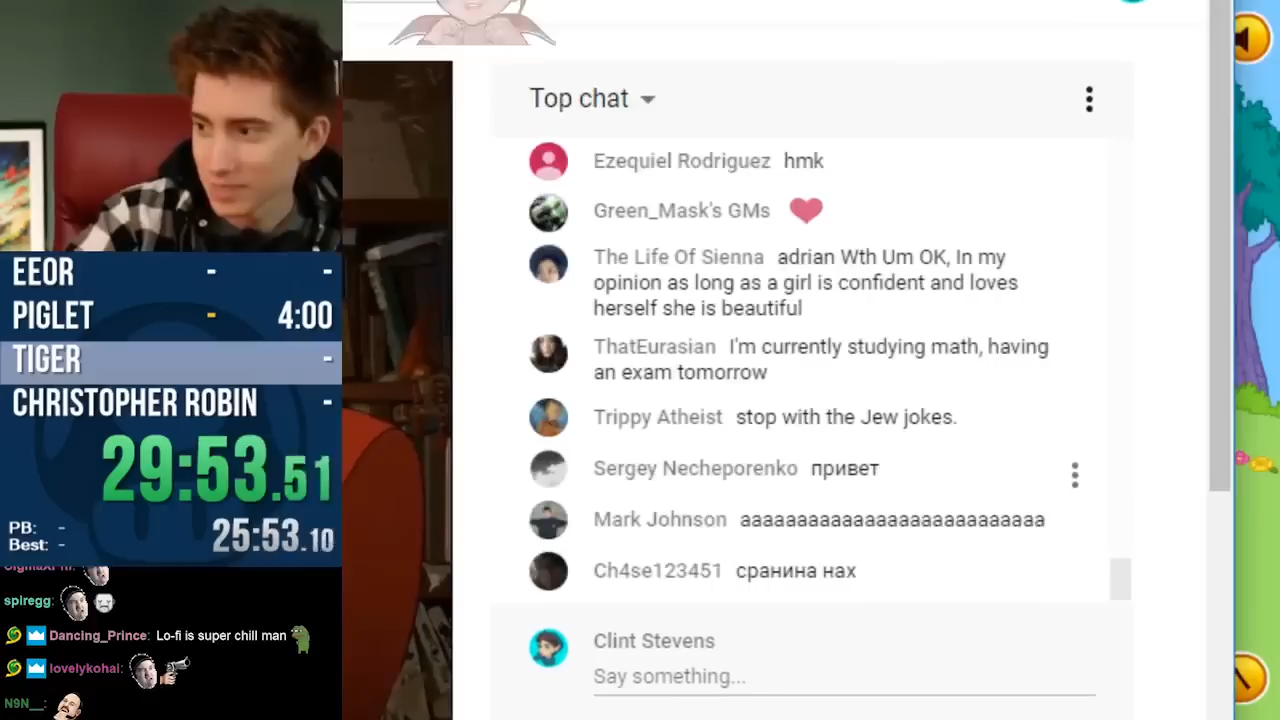 Top chat
Ezequiel Rodriguez hmk
Green_Mask's GMs
The Life Of Sienna adrian Wth Um OK, In my
opinion as long as a girl is confident and loves
herself she is beautiful
ThatEurasian I'm currently studying math, having
an exam tomorrow
Trippy Atheist stop with the Jew jokes.
Sergey Necheporenko привет
Mark Johnson aaaaaaaaaaaaaaaaaaaaaaaaaaa
Ch4se123451 сранина нах
Clint Stevens
Say something...
EEOR - -
PIGLET - 4:00
TIGER -
CHRISTOPHER ROBIN -
29:53.51
PB: -
Best: - 25:53.10
spiregg:
Dancing_Prince: Lo-fi is super chill man
lovelykohai:
N9N__: